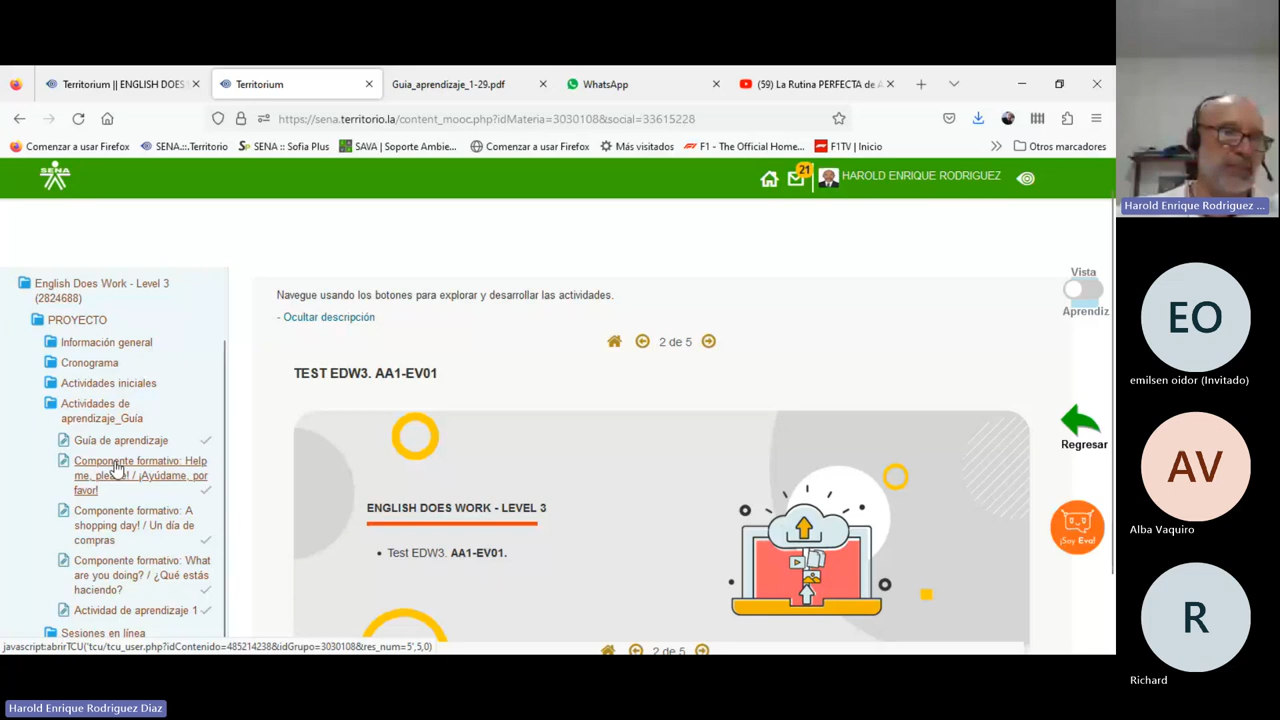 Territorium || ENGLISH DOES
Territorium
Guia_aprendizaje_1-29.pdf
WhatsApp
(59) La Rutina PERFECTA de
https://sena.territorio.la/content_mooc.php?idMateria=3030108&social=33615228
Comenzar a usar Firefox
SENA.::.Territorio
SENA :: Sofia Plus
SAVA | Soporte Ambie...
Comenzar a usar Firefox
Más visitados
F1 - The Official Home...
F1TV | Inicio
Otros marcadores
SENA
21
HAROLD ENRIQUE RODRIGUEZ
English Does Work - Level 3
(2824688)
PROYECTO
Información general
Cronograma
Actividades iniciales
Actividades de
aprendizaje_Guía
Guía de aprendizaje
Componente formativo: Help
me, please! / ¡Ayúdame, por
favor!
Componente formativo: A
shopping day! / Un día de
compras
Componente formativo: What
are you doing? / ¿Qué estás
haciendo?
Actividad de aprendizaje 1
Sesiones en línea
javascript:abrirTCU('tcu/tcu_user.php?idContenido=485214238&idGrupo=3030108&res_num=5',5,0)
Navegue usando los botones para explorar y desarrollar las actividades.
- Ocultar descripción
2 de 5
TEST EDW3. AA1-EV01
ENGLISH DOES WORK - LEVEL 3
• Test EDW3. AA1-EV01.
2 de 5
Vista
Aprendiz
Regresar
¡Soy Eva!
Harold Enrique Rodriguez ...
EO
emilsen oidor (Invitado)
AV
Alba Vaquiro
R
Richard
Harold Enrique Rodriguez Diaz